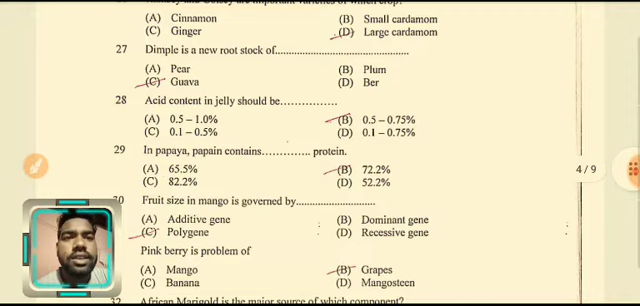 (A) Cinnamon (B) Small cardamom
(C) Ginger (D) Large cardamom
27 Dimple is a new root stock of..................................................
(A) Pear (B) Plum
(C) Guava (D) Ber
28 Acid content in jelly should be………………
(A) 0.5 – 1.0% (B) 0.5 – 0.75%
(C) 0.1 – 0.5% (D) 0.1 – 0.75%
29 In papaya, papain contains…………. protein.
(A) 65.5% (B) 72.2%
4 / 9
(C) 82.2% (D) 52.2%
30 Fruit size in mango is governed by.............................
(A) Additive gene (B) Dominant gene
(C) Polygene (D) Recessive gene
Pink berry is problem of
(A) Mango (B) Grapes
(C) Banana (D) Mangosteen
32 African Marigold is the major source of which component?